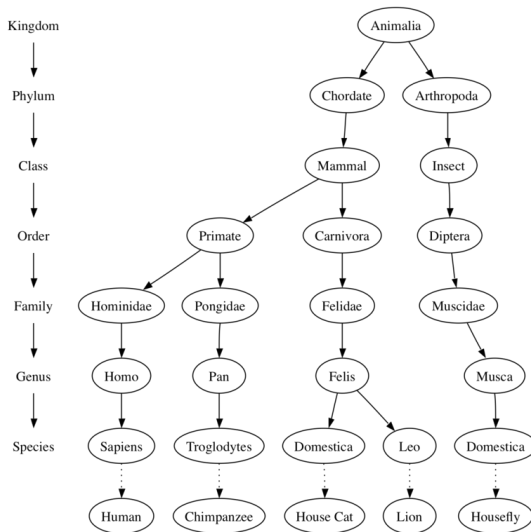 Kingdom Animalia
Phylum Chordate Arthropoda
Class Mammal Insect
Order Primate Carnivora Diptera
Family Hominidae Pongidae Felidae Muscidae
Genus Homo Pan Felis Musca
Species Sapiens Troglodytes Domestica Leo Domestica
Human Chimpanzee House Cat Lion Housefly